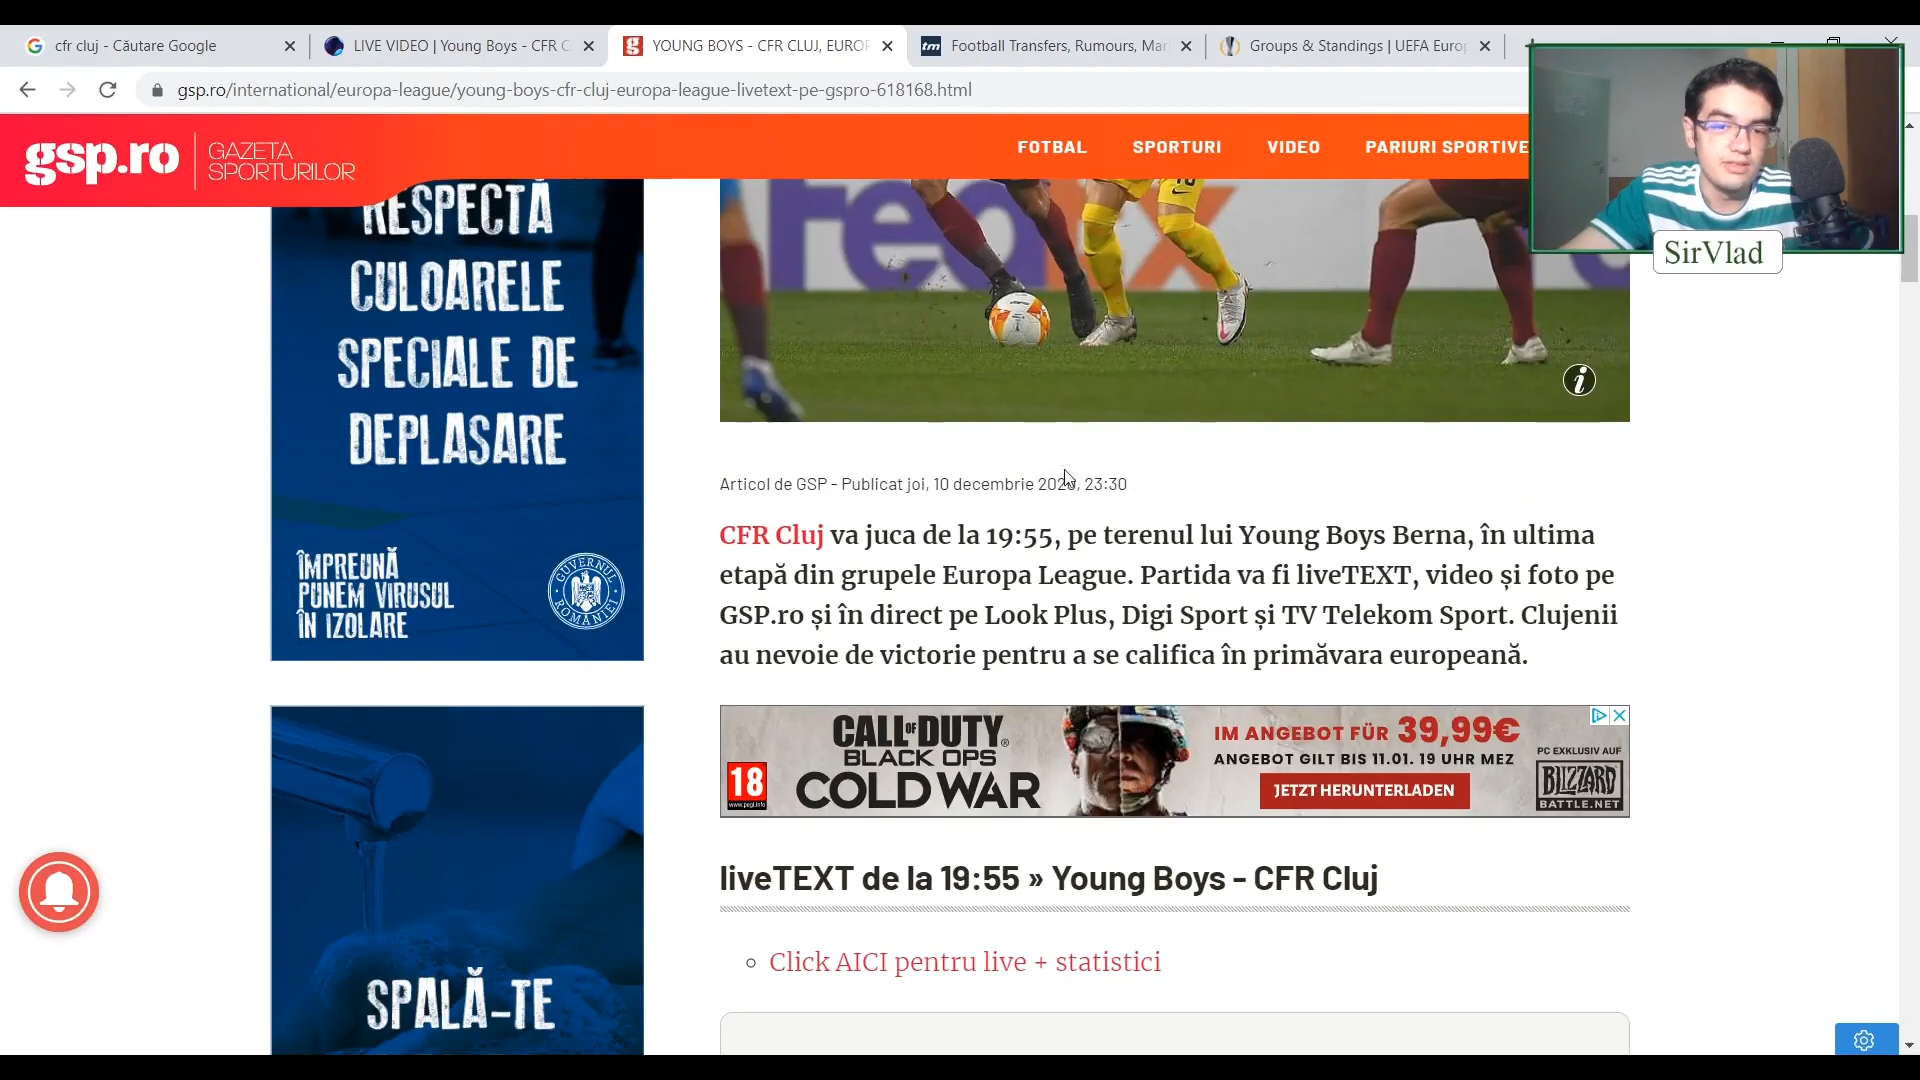 cfr cluj - Căutare Google
LIVE VIDEO | Young Boys - CFR C
YOUNG BOYS - CFR CLUJ, EUROP
Football Transfers, Rumours, Mar
Groups & Standings | UEFA Europ
gsp.ro/international/europa-league/young-boys-cfr-cluj-europa-league-livetext-pe-gspro-618168.html
gsp.ro
GAZETA
SPORTURILOR
FOTBAL
SPORTURI
VIDEO
PARIURI SPORTIVE
SirVlad
RESPECTĂ
CULOARELE
SPECIALE DE
DEPLASARE
ÎMPREUNĂ
PUNEM VIRUSUL
ÎN IZOLARE
GUVERNUL
ROMÂNIEI
Articol de GSP - Publicat joi, 10 decembrie 2020, 23:30
CFR Cluj va juca de la 19:55, pe terenul lui Young Boys Berna, în ultima
etapă din grupele Europa League. Partida va fi liveTEXT, video și foto pe
GSP.ro și în direct pe Look Plus, Digi Sport și TV Telekom Sport. Clujenii
au nevoie de victorie pentru a se califica în primăvara europeană.
18
www.pegi.info
CALL OF DUTY
BLACK OPS
COLD WAR
IM ANGEBOT FÜR 39,99€
ANGEBOT GILT BIS 11.01. 19 UHR MEZ
JETZT HERUNTERLADEN
PC EXKLUSIV AUF
BLIZZARD
BATTLE.NET
liveTEXT de la 19:55 » Young Boys - CFR Cluj
Click AICI pentru live + statistici
SPALĂ-TE